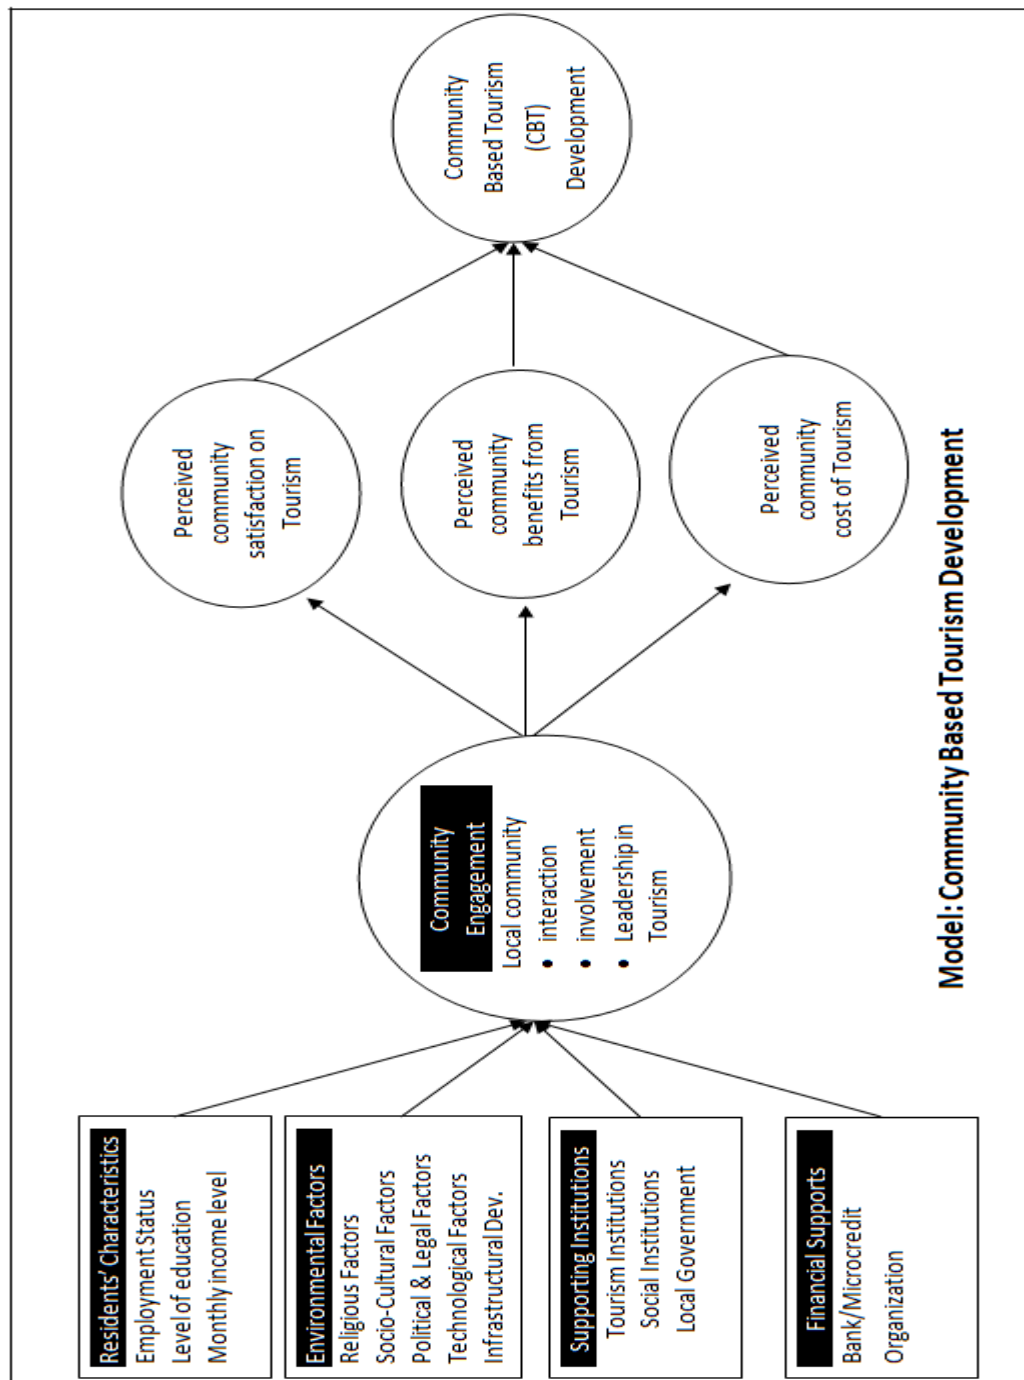 Residents' Characteristics
Employment Status
Level of education
Monthly income level
Environmental Factors
Religious Factors
Socio-Cultural Factors
Political & Legal Factors
Technological Factors
Infrastructural Dev.
Supporting Institutions
Tourism Institutions
Social Institutions
Local Government
Financial Supports
Bank/Microcredit
Organization
Community
Engagement
Local community
• interaction
• involvement
• Leadership in
Tourism
Perceived
community
satisfaction on
Tourism
Perceived
community
benefits from
Tourism
Perceived
community
cost of Tourism
Community
Based Tourism
(CBT)
Development
Model: Community Based Tourism Development